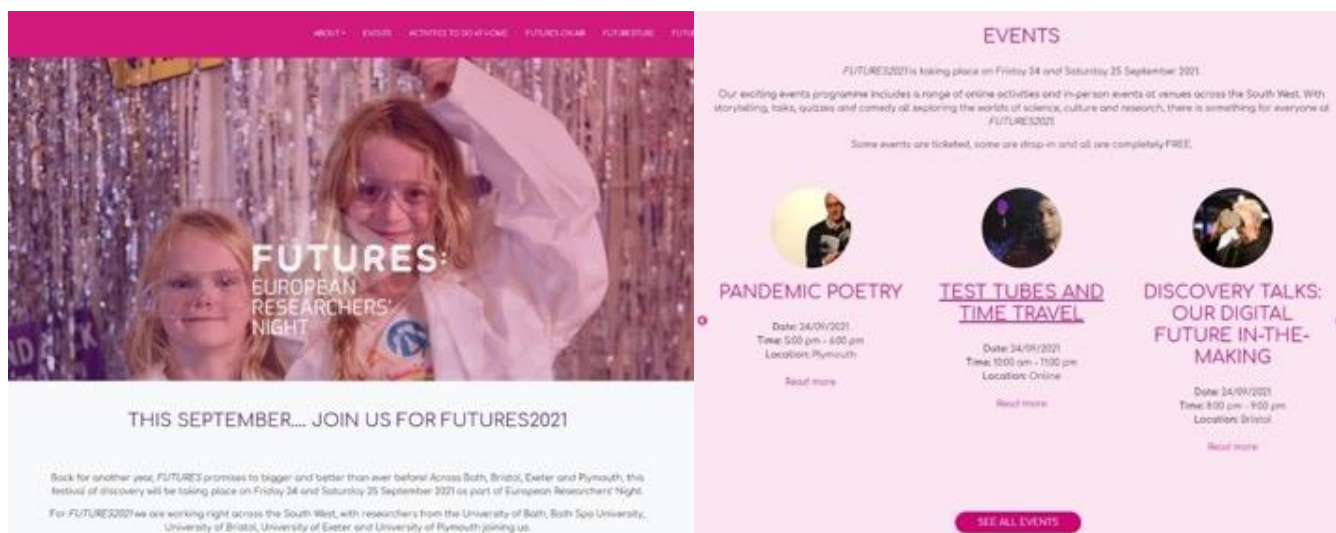 ABOUT
EVENTS
ACTIVITIES TO DO AT HOME
FUTURES ON AIR
FUTURESTUBE
FUTUR
FUTURES:
EUROPEAN
RESEARCHERS'
NIGHT
THIS SEPTEMBER.... JOIN US FOR FUTURES2021
Back for another year, FUTURES promises to bigger and better than ever before! Across Bath, Bristol, Exeter and Plymouth, this
festival of discovery will be taking place on Friday 24 and Saturday 25 September 2021 as part of European Researchers' Night.
For FUTURES2021 we are working right across the South West, with researchers from the University of Bath, Bath Spa University,
University of Bristol, University of Exeter and University of Plymouth joining us.
EVENTS
FUTURES2021 is taking place on Friday 24 and Saturday 25 September 2021
Our exciting events programme includes a range of online activities and in-person events at venues across the South West. With
storytelling, talks, quizzes and comedy all exploring the worlds of science, culture and research, there is something for everyone at
FUTURES2021.
Some events are ticketed, some are drop-in and all are completely FREE.
PANDEMIC POETRY
Date: 24/09/2021
Time: 5:00 pm - 6:00 pm
Location: Plymouth
Read more
TEST TUBES AND
TIME TRAVEL
Date: 24/09/2021
Time: 10:00 am - 11:00 pm
Location: Online
Read more
DISCOVERY TALKS:
OUR DIGITAL
FUTURE IN-THE-
MAKING
Date: 24/09/2021
Time: 8:00 pm - 9:00 pm
Location: Bristol
Read more
SEE ALL EVENTS